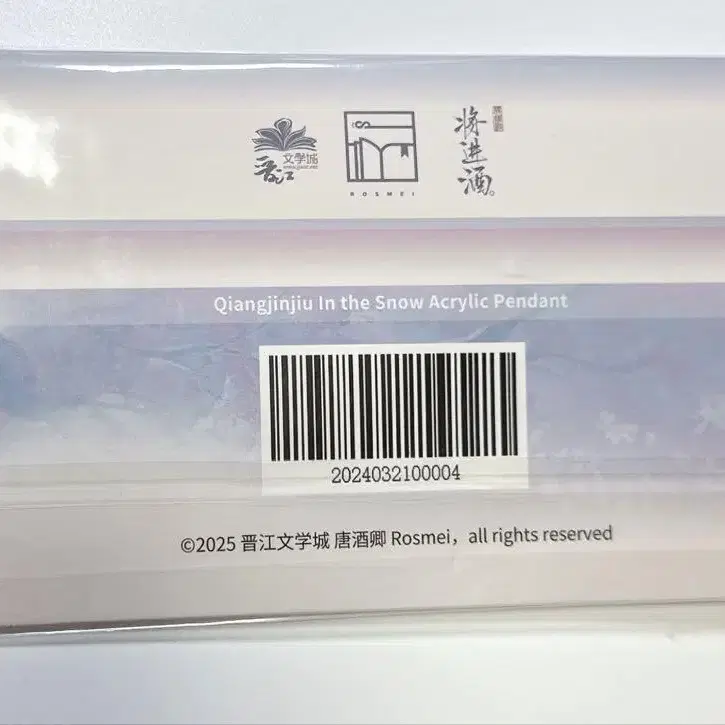 晋江文学城
ROSMEI
将进酒。
Qiangjinjiu In the Snow Acrylic Pendant
2024032100004
©2025 晋江文学城 唐酒卿 Rosmei，all rights reserved